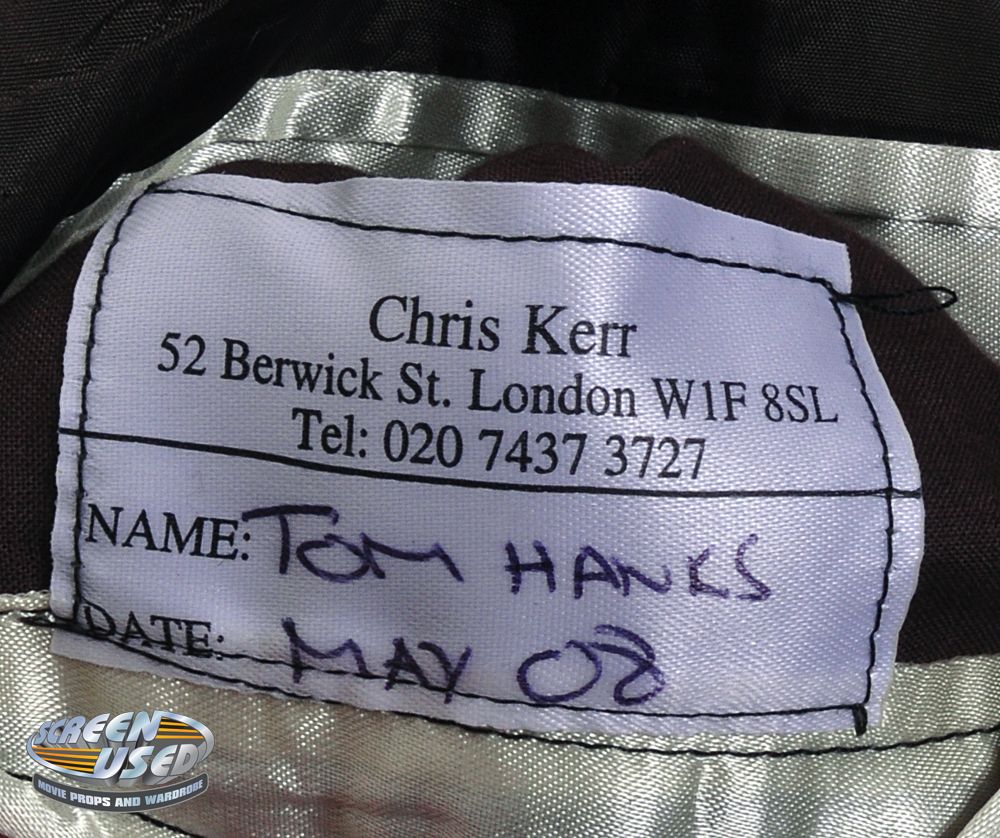 Chris Kerr
52 Berwick St. London W1F 8SL
Tel: 020 7437 3727
NAME: TOM HANKS
DATE: MAY 08
SCREEN
USED
MOVIE PROPS AND WARDROBE